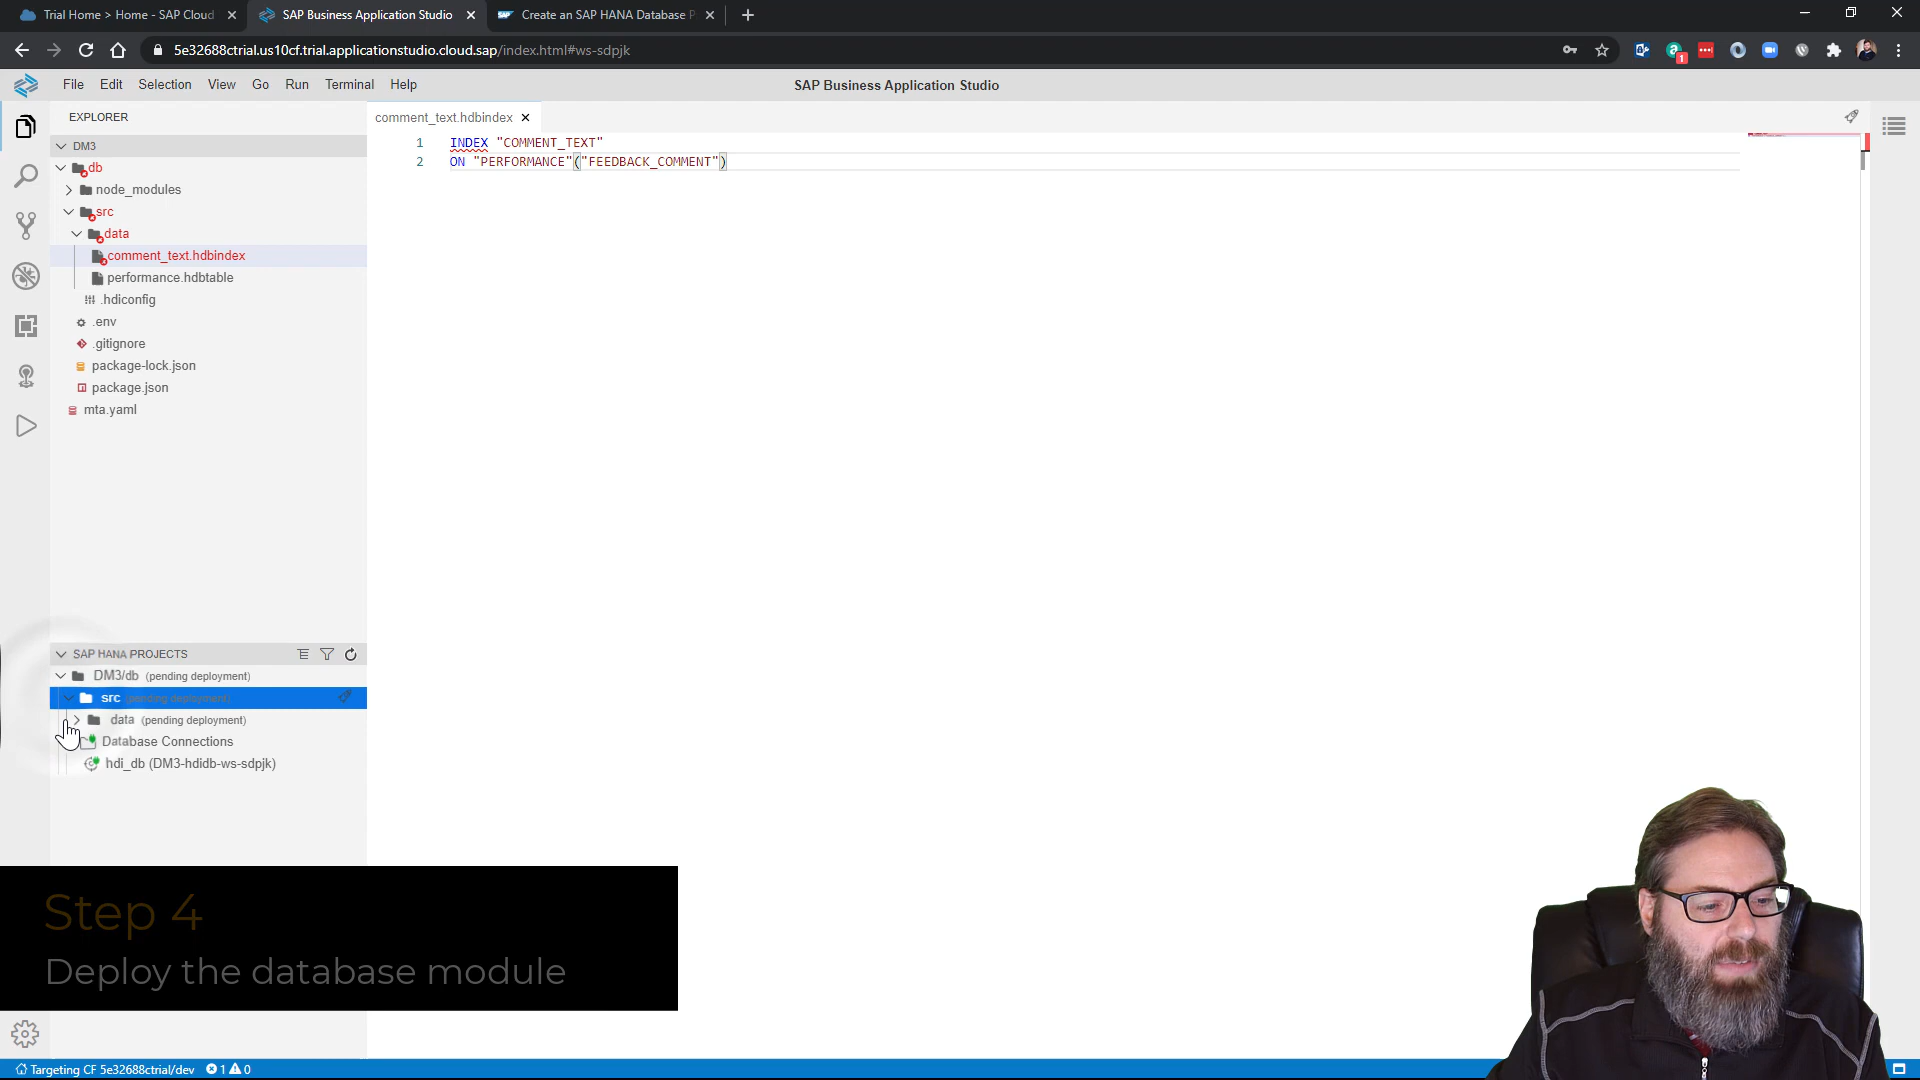 Trial Home > Home - SAP Cloud
SAP Business Application Studio
Create an SAP HANA Database P
5e32688ctrial.us10cf.trial.applicationstudio.cloud.sap/index.html#ws-sdpjk
1
File Edit Selection View Go Run Terminal Help
SAP Business Application Studio
EXPLORER
DM3
db
node_modules
src
data
comment_text.hdbindex
performance.hdbtable
.hdiconfig
.env
.gitignore
package-lock.json
package.json
mta.yaml
comment_text.hdbindex
1 INDEX "COMMENT_TEXT"
2 ON "PERFORMANCE"("FEEDBACK_COMMENT")
SAP HANA PROJECTS
DM3/db (pending deployment)
src (pending deployment)
data (pending deployment)
Database Connections
hdi_db (DM3-hdidb-ws-sdpjk)
Step 4
Deploy the database module
Targeting CF 5e32688ctrial/dev 1 0